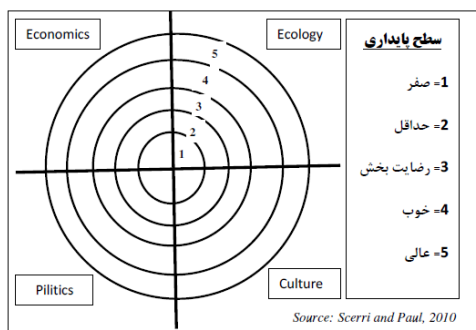 Economics
Ecology
5
4
3
2
1
Pilitics
Culture
سطح پایداری
1= صفر
2= حداقل
3= رضایت بخش
4= خوب
5= عالی
Source: Scerri and Paul, 2010